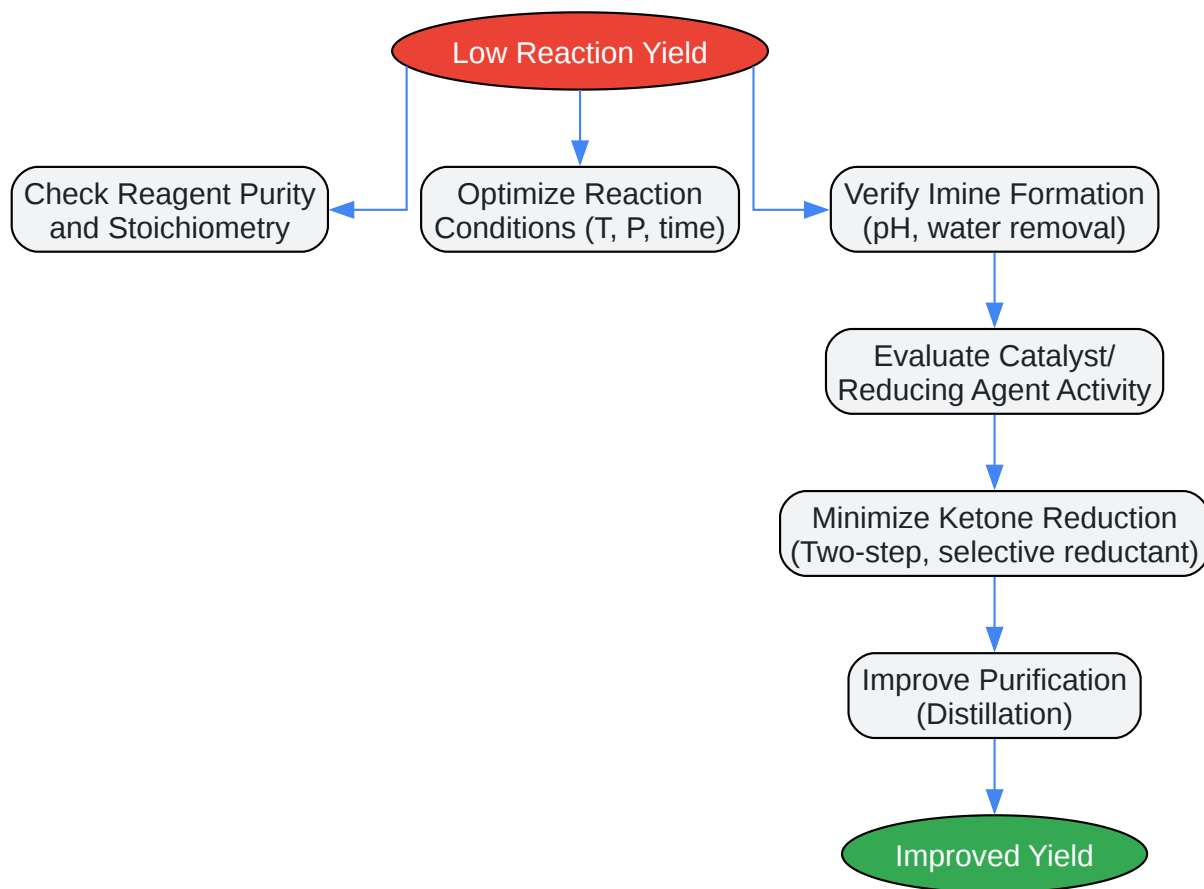 Low Reaction Yield
Check Reagent Purity
and Stoichiometry
Optimize Reaction
Conditions (T, P, time)
Verify Imine Formation
(pH, water removal)
Evaluate Catalyst/
Reducing Agent Activity
Minimize Ketone Reduction
(Two-step, selective reductant)
Improve Purification
(Distillation)
Improved Yield